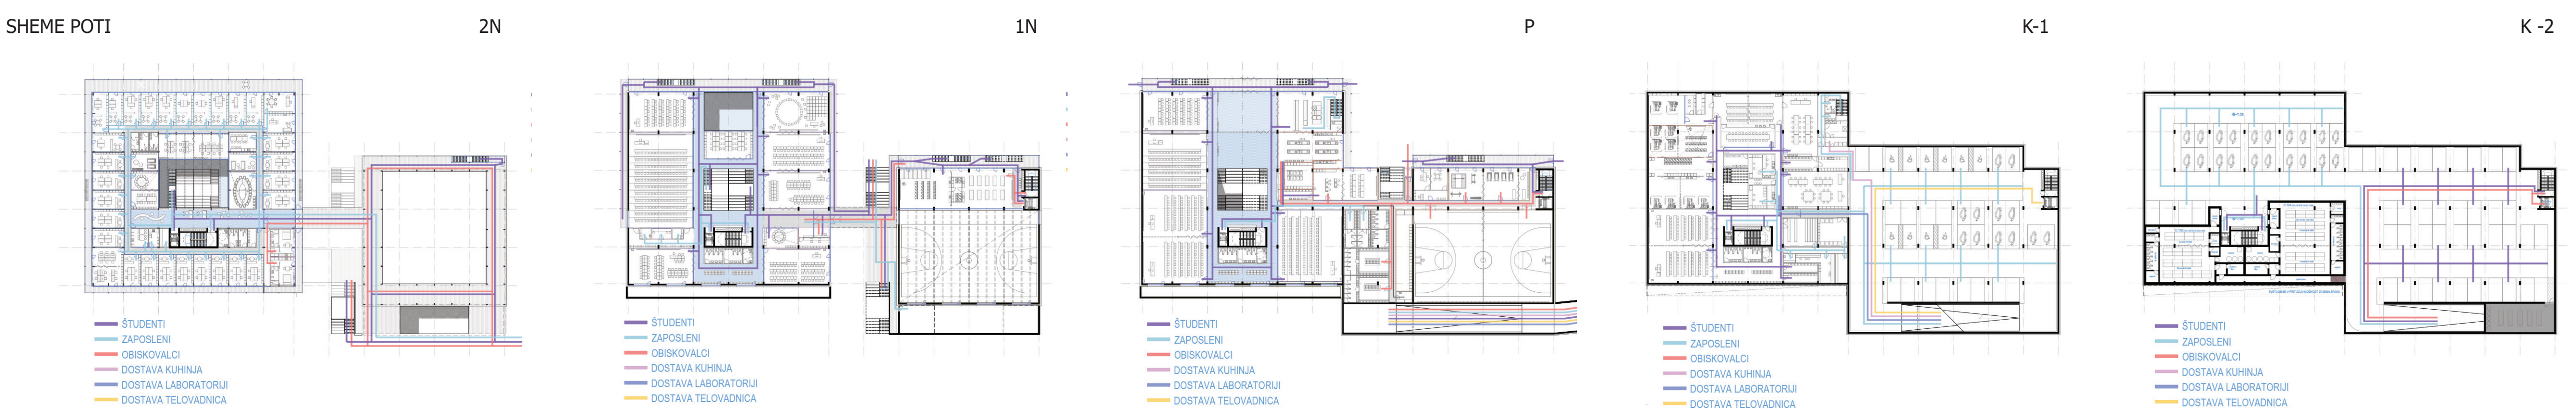 SHEME POTI
2N
1N
P
K-1
K -2
ŠTUDENTI
ZAPOSLENI
OBISKOVALCI
DOSTAVA KUHINJA
DOSTAVA LABORATORIJI
DOSTAVA TELOVADNICA
ŠTUDENTI
ZAPOSLENI
OBISKOVALCI
DOSTAVA KUHINJA
DOSTAVA LABORATORIJI
DOSTAVA TELOVADNICA
ŠTUDENTI
ZAPOSLENI
OBISKOVALCI
DOSTAVA KUHINJA
DOSTAVA LABORATORIJI
DOSTAVA TELOVADNICA
ŠTUDENTI
ZAPOSLENI
OBISKOVALCI
DOSTAVA KUHINJA
DOSTAVA LABORATORIJI
DOSTAVA TELOVADNICA
ŠTUDENTI
ZAPOSLENI
OBISKOVALCI
DOSTAVA KUHINJA
DOSTAVA LABORATORIJI
DOSTAVA TELOVADNICA